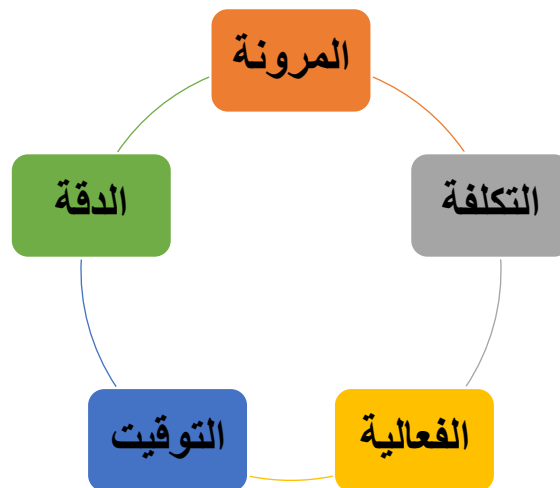 المرونة
التكلفة
الفعالية
التوقيت
الدقة